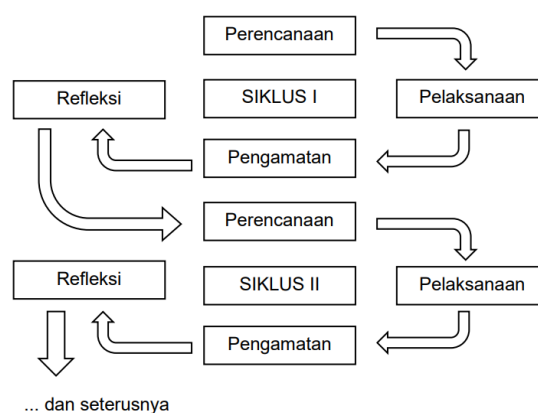 Perencanaan
Refleksi
SIKLUS I
Pelaksanaan
Pengamatan
Perencanaan
Refleksi
SIKLUS II
Pelaksanaan
Pengamatan
... dan seterusnya